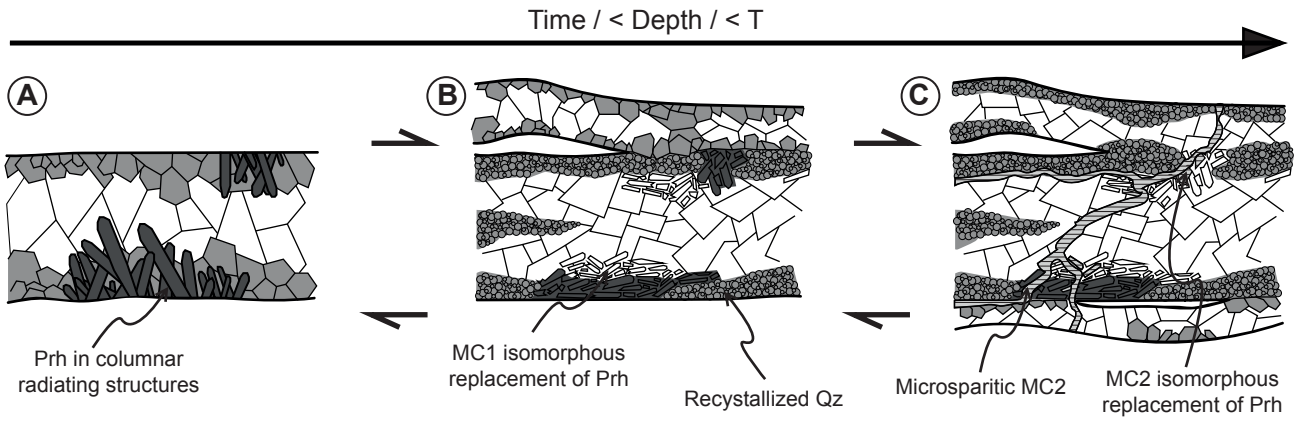 Time / < Depth / < T
A
B
C
Prh in columnar
radiating structures
MC1 isomorphous
replacement of Prh
Recystallized Qz
Microsparitic MC2
MC2 isomorphous
replacement of Prh